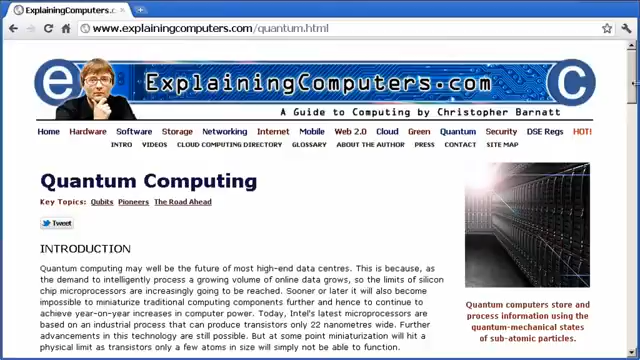 ExplainingComputers.c
www.explainingcomputers.com/quantum.html
e ExplainingComputers.com C
A Guide to Computing by Christopher Barnatt
Home Hardware Software Storage Networking Internet Mobile Web 2.0 Cloud Green Quantum Security DSE Regs HOT!
INTRO VIDEOS CLOUD COMPUTING DIRECTORY GLOSSARY ABOUT THE AUTHOR PRESS CONTACT SITE MAP
Quantum Computing
Key Topics: Qubits Pioneers The Road Ahead
Tweet
INTRODUCTION
Quantum computing may well be the future of most high-end data centres. This is because, as
the demand to intelligently process a growing volume of online data grows, so the limits of silicon
chip microprocessors are increasingly going to be reached. Sooner or later it will also become
impossible to miniaturize traditional computing components further and hence to continue to
achieve year-on-year increases in computer power. Today, Intel's latest microprocessors are
based on an industrial process that can produce transistors only 22 nanometres wide. Further
advancements in this technology are still possible. But at some point miniaturization will hit a
physical limit as transistors only a few atoms in size will simply not be able to function.
Quantum computers store and
process information using the
quantum-mechanical states
of sub-atomic particles.